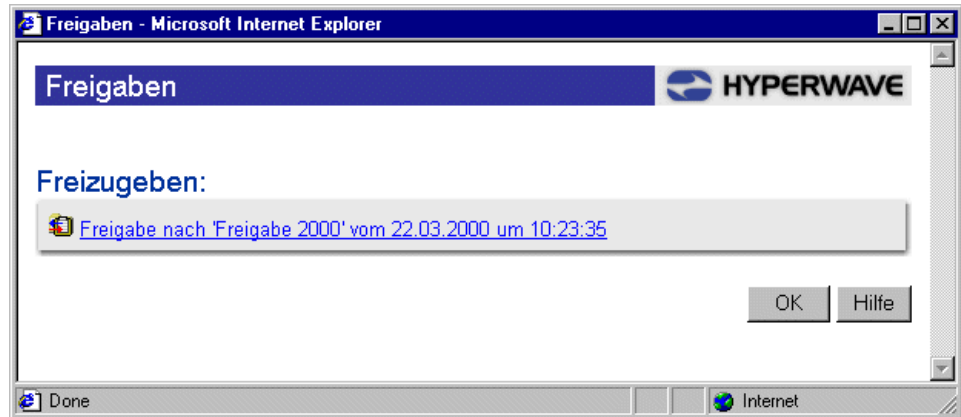 Freigaben - Microsoft Internet Explorer
Freigaben HYPERWAVE
Freizugeben:
Freigabe nach 'Freigabe 2000' vom 22.03.2000 um 10:23:35
OK Hilfe
Done Internet